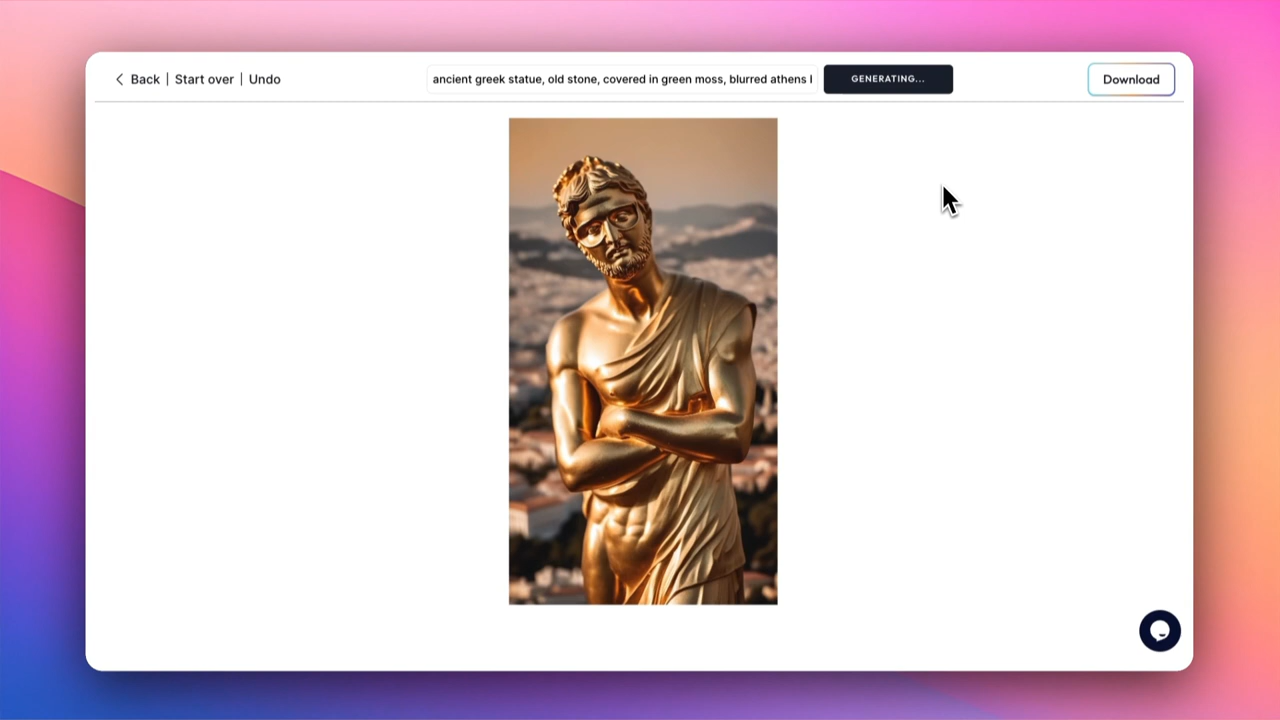 Back | Start over | Undo
ancient greek statue, old stone, covered in green moss, blurred athens
GENERATING...
Download